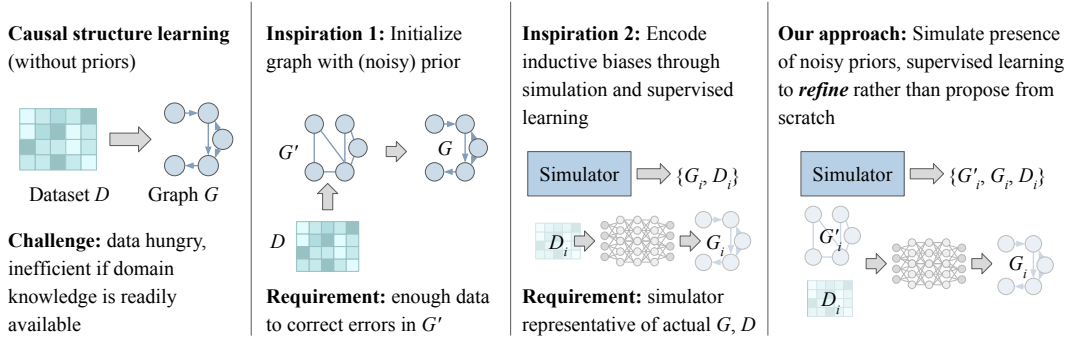 Causal structure learning
(without priors)
Dataset D
Graph G
Challenge: data hungry,
inefficient if domain
knowledge is readily
available
Inspiration 1: Initialize
graph with (noisy) prior
G'
G
D
Requirement: enough data
to correct errors in G'
Inspiration 2: Encode
inductive biases through
simulation and supervised
learning
Simulator
{Gi, Di}
Di
Gi
Requirement: simulator
representative of actual G, D
Our approach: Simulate presence
of noisy priors, supervised learning
to refine rather than propose from
scratch
Simulator
{G'i, Gi, Di}
G'i
Gi
Di